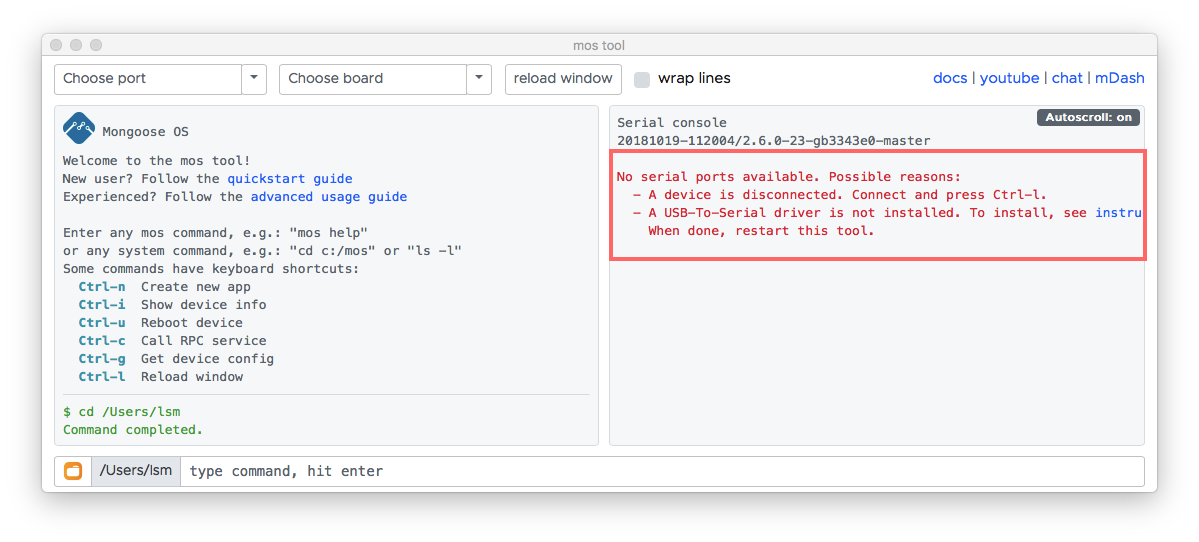 mos tool
Choose port
Choose board
reload window
wrap lines
docs | youtube | chat | mDash
Mongoose OS
Welcome to the mos tool!
New user? Follow the quickstart guide
Experienced? Follow the advanced usage guide
Enter any mos command, e.g.: "mos help"
or any system command, e.g.: "cd c:/mos" or "ls -l"
Some commands have keyboard shortcuts:
Ctrl-n Create new app
Ctrl-i Show device info
Ctrl-u Reboot device
Ctrl-c Call RPC service
Ctrl-g Get device config
Ctrl-l Reload window
$ cd /Users/lsm
Command completed.
Serial console
Autoscroll: on
20181019-112004/2.6.0-23-gb3343e0-master
No serial ports available. Possible reasons:
- A device is disconnected. Connect and press Ctrl-l.
- A USB-To-Serial driver is not installed. To install, see instru
When done, restart this tool.
/Users/lsm
type command, hit enter